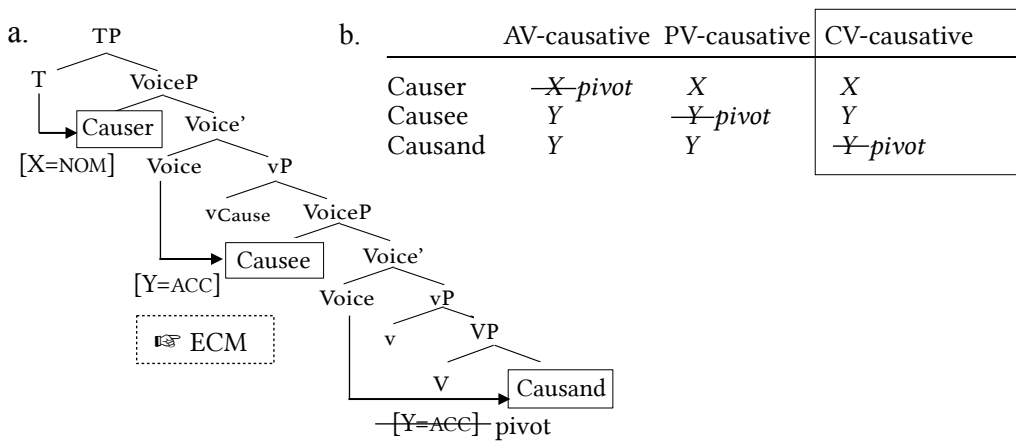 a.
TP
T
VoiceP
Causer
Voice’
[X=NOM]
Voice
vP
vCause
VoiceP
Causee
Voice’
[Y=ACC]
Voice
vP
☞ ECM
v
VP
V
Causand
[Y=ACC] pivot
b.
AV-causative PV-causative CV-causative
Causer X pivot X X
Causee Y Y pivot Y
Causand Y Y Y pivot